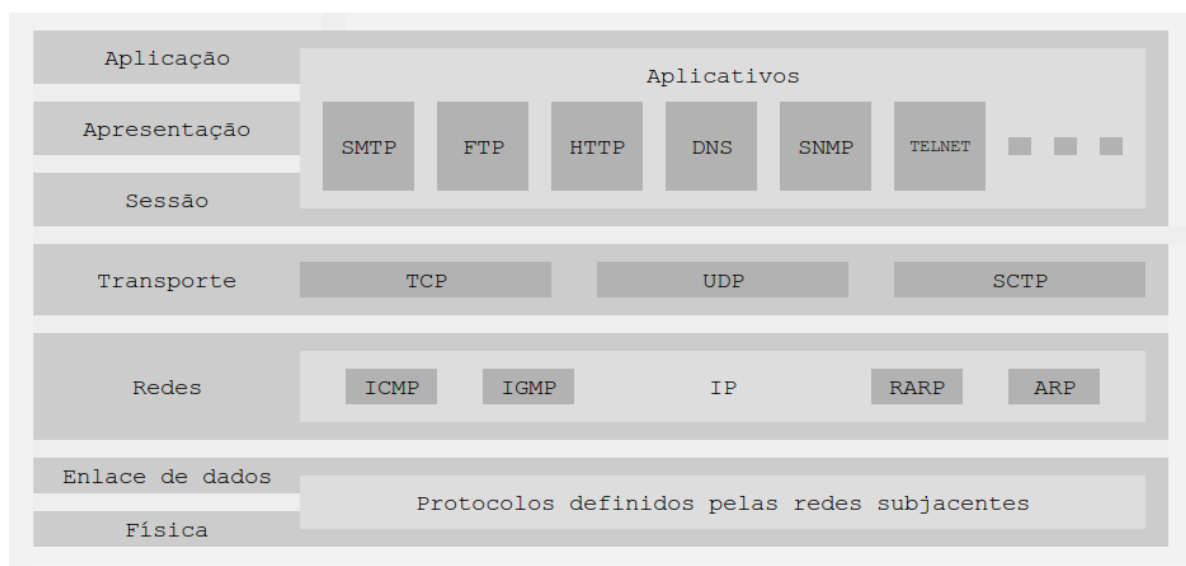 Aplicação
Aplicativos
Apresentação
SMTP FTP HTTP DNS SNMP TELNET
Sessão
Transporte TCP UDP SCTP
Redes ICMP IGMP IP RARP ARP
Enlace de dados
Protocolos definidos pelas redes subjacentes
Física